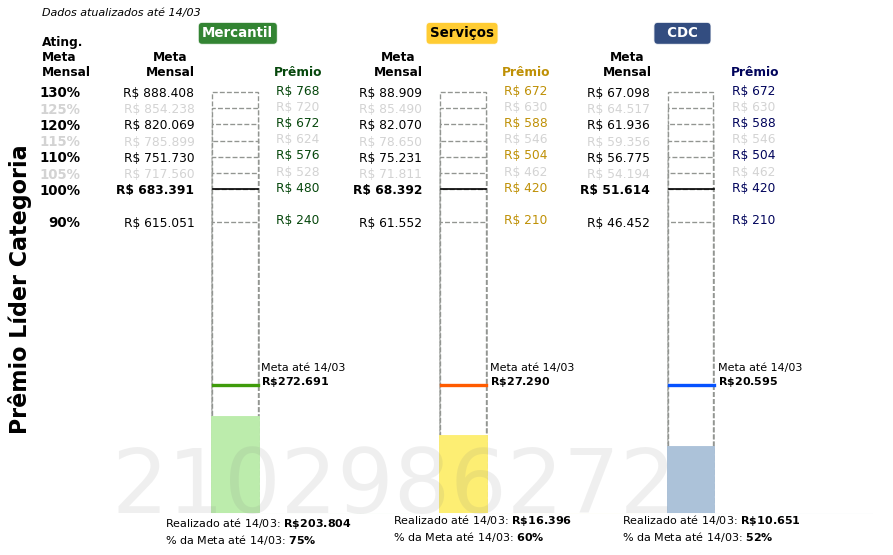 Dados atualizados até 14/03
Mercantil Serviços CDC
Ating. Meta Mensal Meta Mensal Prêmio Meta Mensal Prêmio Meta Mensal Prêmio
130% R$ 888.408 R$ 768 R$ 88.909 R$ 672 R$ 67.098 R$ 672
125% R$ 854.238 R$ 720 R$ 85.490 R$ 630 R$ 64.517 R$ 630
120% R$ 820.069 R$ 672 R$ 82.070 R$ 588 R$ 61.936 R$ 588
115% R$ 785.899 R$ 624 R$ 78.650 R$ 546 R$ 59.356 R$ 546
110% R$ 751.730 R$ 576 R$ 75.231 R$ 504 R$ 56.775 R$ 504
105% R$ 717.560 R$ 528 R$ 71.811 R$ 462 R$ 54.194 R$ 462
100% R$ 683.391 R$ 480 R$ 68.392 R$ 420 R$ 51.614 R$ 420
90% R$ 615.051 R$ 240 R$ 61.552 R$ 210 R$ 46.452 R$ 210
Prêmio Líder Categoria
Meta até 14/03 Meta até 14/03 Meta até 14/03
R$272.691 R$27.290 R$20.595
2102986272
Realizado até 14/03: R$203.804 Realizado até 14/03: R$16.396 Realizado até 14/03: R$10.651
% da Meta até 14/03: 75% % da Meta até 14/03: 60% % da Meta até 14/03: 52%